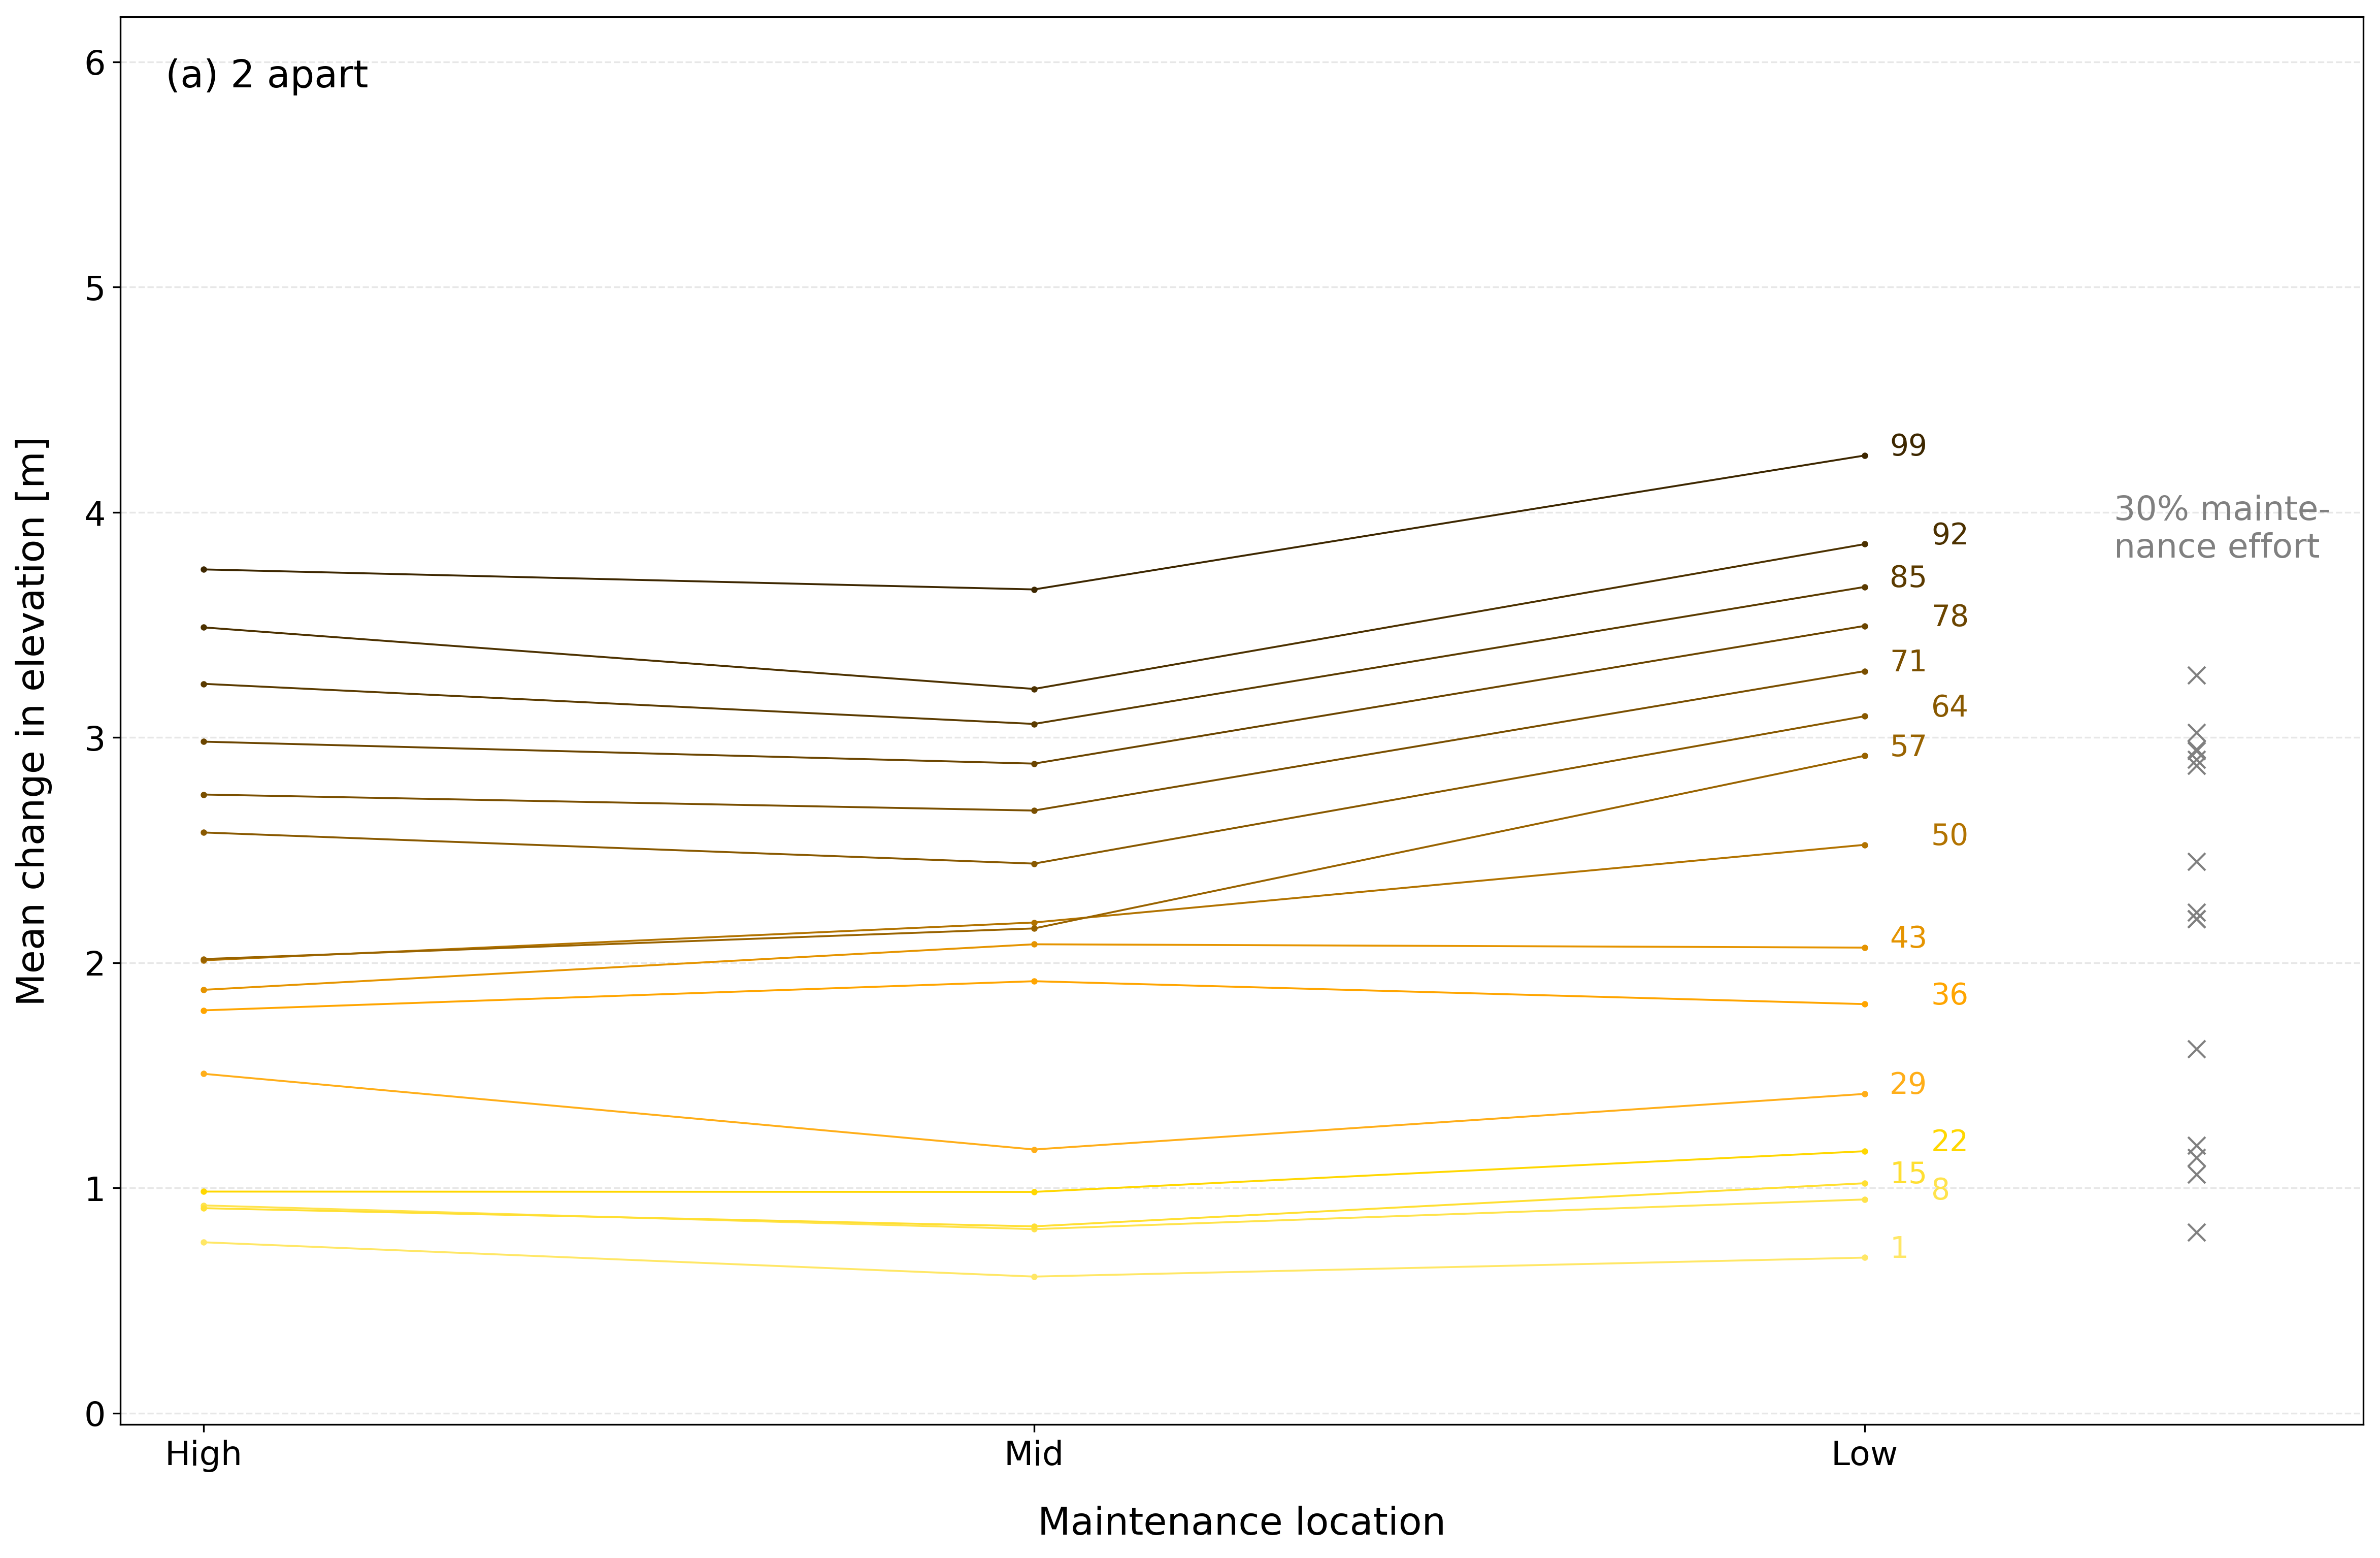 (a) 2 apart
6
5
4
3
2
1
0
Mean change in elevation [m]
99
92
85
78
71
64
57
50
43
36
29
22
15
8
1
30% mainte-
nance effort
High
Mid
Low
Maintenance location